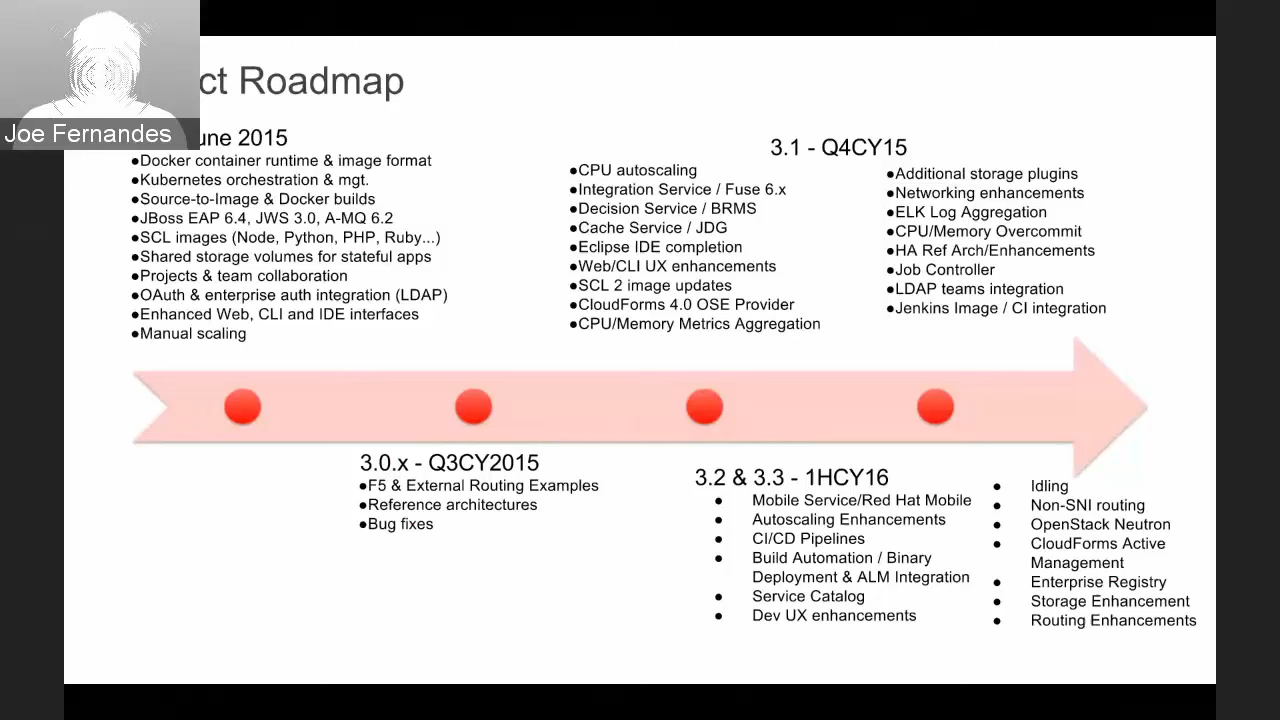 ct Roadmap
Joe Fernandes
une 2015
●Docker container runtime & image format
●Kubernetes orchestration & mgt.
●Source-to-Image & Docker builds
●JBoss EAP 6.4, JWS 3.0, A-MQ 6.2
●SCL images (Node, Python, PHP, Ruby...)
●Shared storage volumes for stateful apps
●Projects & team collaboration
●OAuth & enterprise auth integration (LDAP)
●Enhanced Web, CLI and IDE interfaces
●Manual scaling
3.1 - Q4CY15
●CPU autoscaling
●Integration Service / Fuse 6.x
●Decision Service / BRMS
●Cache Service / JDG
●Eclipse IDE completion
●Web/CLI UX enhancements
●SCL 2 image updates
●CloudForms 4.0 OSE Provider
●CPU/Memory Metrics Aggregation
●Additional storage plugins
●Networking enhancements
●ELK Log Aggregation
●CPU/Memory Overcommit
●HA Ref Arch/Enhancements
●Job Controller
●LDAP teams integration
●Jenkins Image / CI integration
3.0.x - Q3CY2015
●F5 & External Routing Examples
●Reference architectures
●Bug fixes
3.2 & 3.3 - 1HCY16
● Mobile Service/Red Hat Mobile
● Autoscaling Enhancements
● CI/CD Pipelines
● Build Automation / Binary
Deployment & ALM Integration
● Service Catalog
● Dev UX enhancements
● Idling
● Non-SNI routing
● OpenStack Neutron
● CloudForms Active
Management
● Enterprise Registry
● Storage Enhancement
● Routing Enhancements